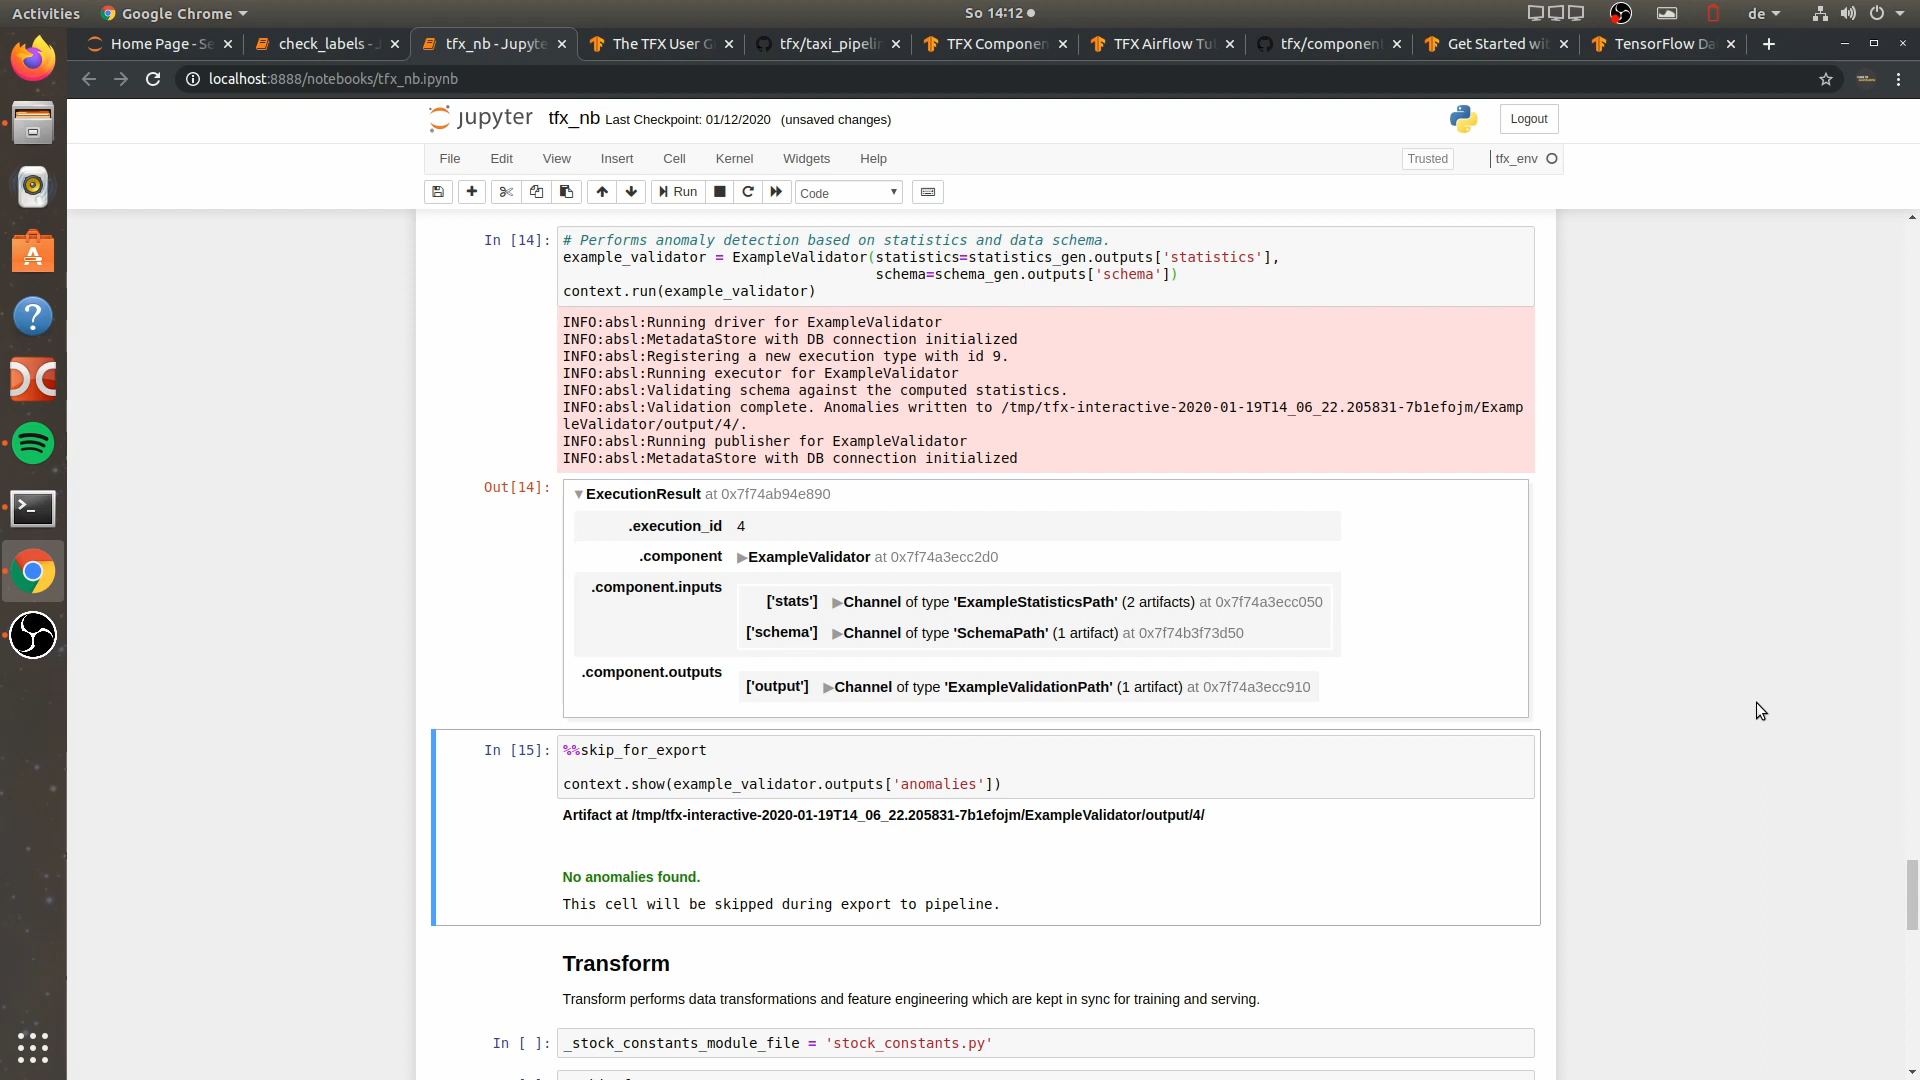 Activities Google Chrome So 14:12 de
Home Page - Se check_labels - J tfx_nb - Jupyte The TFX User G tfx/taxi_pipelin TFX Componen TFX Airflow Tu tfx/componen Get Started wit TensorFlow Da
localhost:8888/notebooks/tfx_nb.ipynb
jupyter tfx_nb Last Checkpoint: 01/12/2020 (unsaved changes) Logout
File Edit View Insert Cell Kernel Widgets Help Trusted tfx_env
Run Code
In [14]: # Performs anomaly detection based on statistics and data schema.
example_validator = ExampleValidator(statistics=statistics_gen.outputs['statistics'],
schema=schema_gen.outputs['schema'])
context.run(example_validator)
INFO:absl:Running driver for ExampleValidator
INFO:absl:MetadataStore with DB connection initialized
INFO:absl:Registering a new execution type with id 9.
INFO:absl:Running executor for ExampleValidator
INFO:absl:Validating schema against the computed statistics.
INFO:absl:Validation complete. Anomalies written to /tmp/tfx-interactive-2020-01-19T14_06_22.205831-7b1efojm/Examp
leValidator/output/4/.
INFO:absl:Running publisher for ExampleValidator
INFO:absl:MetadataStore with DB connection initialized
Out[14]: ▼ExecutionResult at 0x7f74ab94e890
.execution_id 4
.component ▶ExampleValidator at 0x7f74a3ecc2d0
.component.inputs
['stats'] ▶Channel of type 'ExampleStatisticsPath' (2 artifacts) at 0x7f74a3ecc050
['schema'] ▶Channel of type 'SchemaPath' (1 artifact) at 0x7f74b3f73d50
.component.outputs
['output'] ▶Channel of type 'ExampleValidationPath' (1 artifact) at 0x7f74a3ecc910
In [15]: %%skip_for_export
context.show(example_validator.outputs['anomalies'])
Artifact at /tmp/tfx-interactive-2020-01-19T14_06_22.205831-7b1efojm/ExampleValidator/output/4/
No anomalies found.
This cell will be skipped during export to pipeline.
Transform
Transform performs data transformations and feature engineering which are kept in sync for training and serving.
In [ ]: _stock_constants_module_file = 'stock_constants.py'